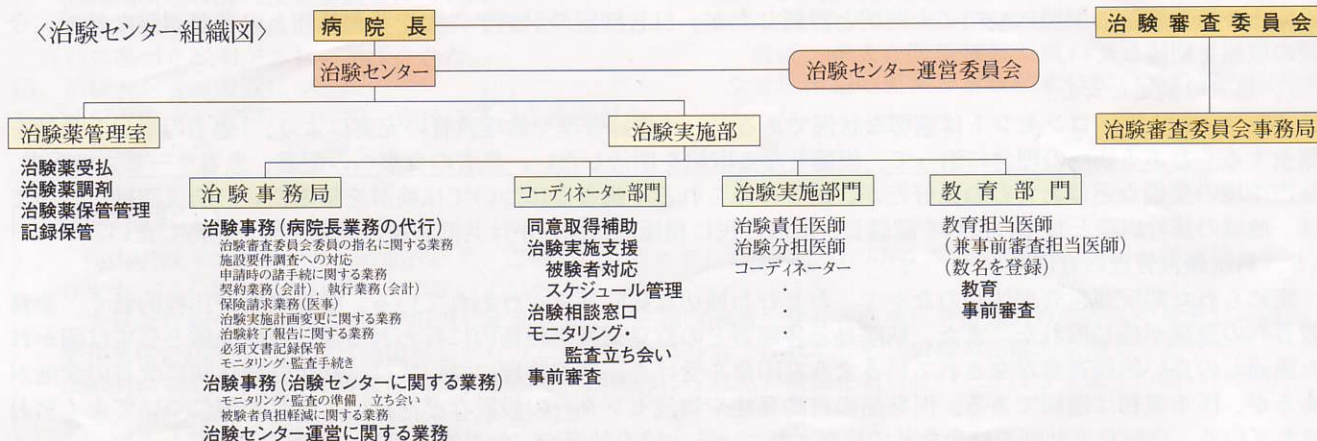 〈治験センター組織図〉
病院長
治験審査委員会
治験センター
治験センター運営委員会
治験薬管理室
治験実施部
治験審査委員会事務局
治験薬受払
治験薬調剤
治験薬保管管理
記録保管
治験事務局
治験事務(病院長業務の代行)
治験審査委員会委員の指名に関する業務
施設要件調査への対応
申請時の諸手続に関する業務
契約業務(会計),執行業務(会計)
保険請求業務(医事)
治験実施計画変更に関する業務
治験終了報告に関する業務
必須文書記録保管
モニタリング・監査手続き
治験事務(治験センターに関する業務)
モニタリング・監査の準備,立ち会い
被験者負担軽減に関する業務
治験センター運営に関する業務
コーディネーター部門
同意取得補助
治験実施支援
被験者対応
スケジュール管理
治験相談窓口
モニタリング・
監査立ち会い
事前審査
治験実施部門
治験責任医師
治験分担医師
コーディネーター
・
・
・
教育部門
教育担当医師
(兼事前審査担当医師)
(数名を登録)
教育
事前審査